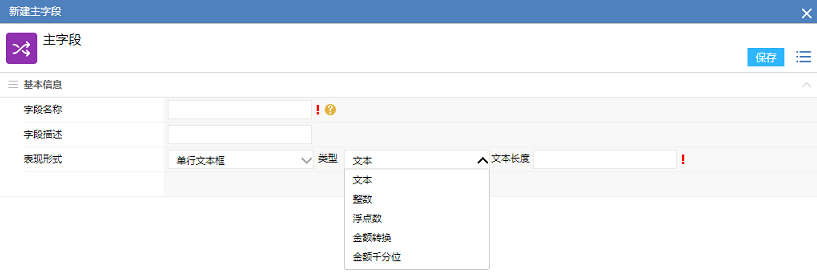 新建主字段
主字段
保存
基本信息
字段名称
字段描述
表现形式 单行文本框 类型 文本 文本长度
文本
整数
浮点数
金额转换
金额千分位